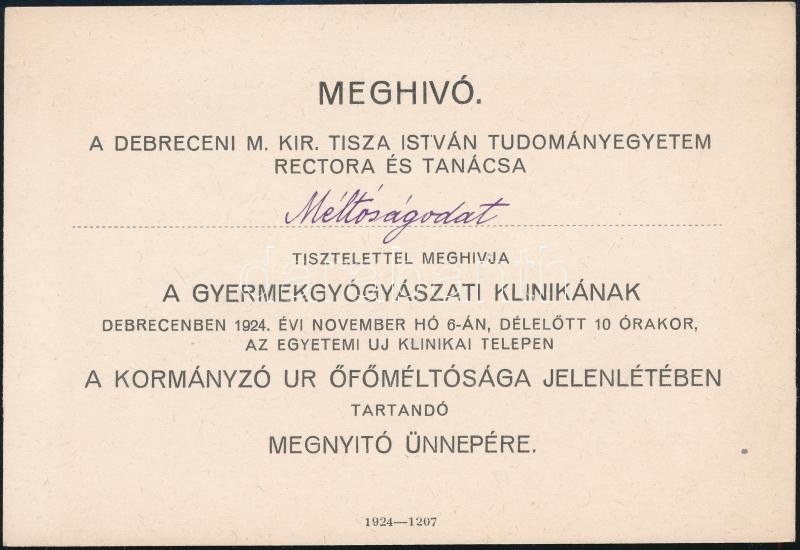 MEGHIVÓ.
A DEBRECENI M. KIR. TISZA ISTVÁN TUDOMÁNYEGYETEM
RECTORA ÉS TANÁCSA
Méltóságodat
TISZTELETTEL MEGHIVJA
A GYERMEKGYÓGYÁSZATI KLINIKÁNAK
DEBRECENBEN 1924. ÉVI NOVEMBER HÓ 6-ÁN, DÉLELŐTT 10 ÓRAKOR,
AZ EGYETEMI UJ KLINIKAI TELEPEN
A KORMÁNYZÓ UR ŐFŐMÉLTÓSÁGA JELENLÉTÉBEN
TARTANDÓ
MEGNYITÓ ÜNNEPÉRE.
1924—1207
darabanth